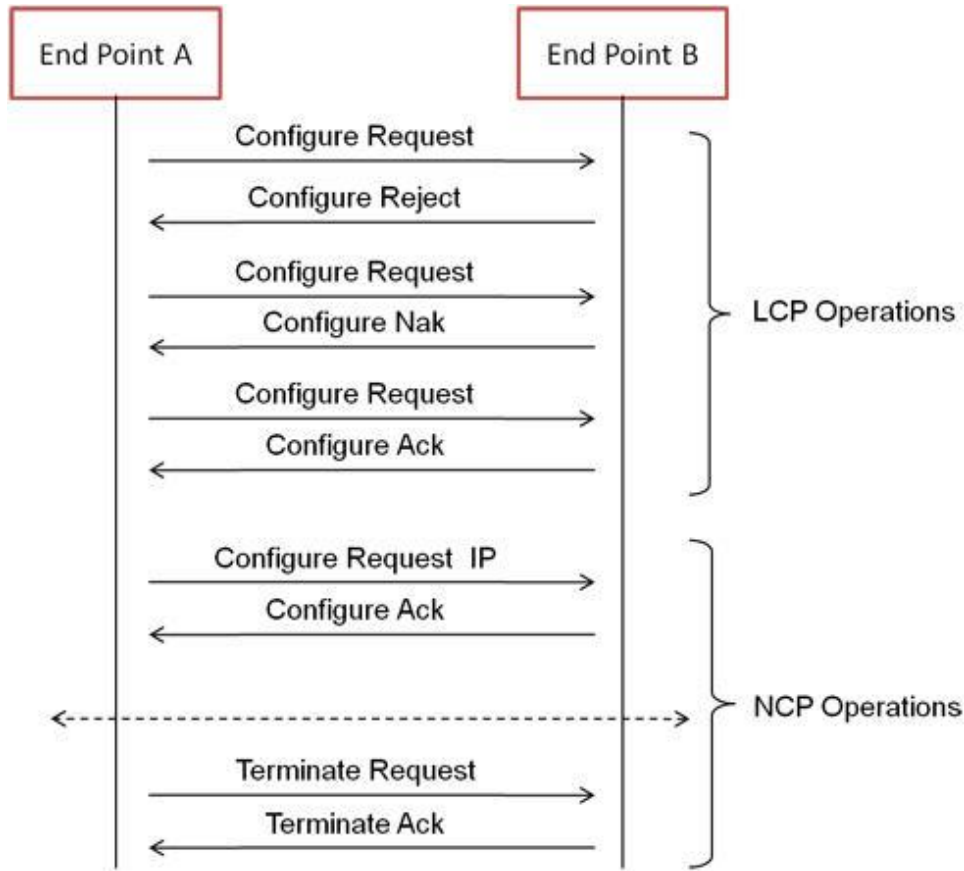 End Point A
End Point B
Configure Request
Configure Reject
Configure Request
Configure Nak
Configure Request
Configure Ack
LCP Operations
Configure Request IP
Configure Ack
NCP Operations
Terminate Request
Terminate Ack